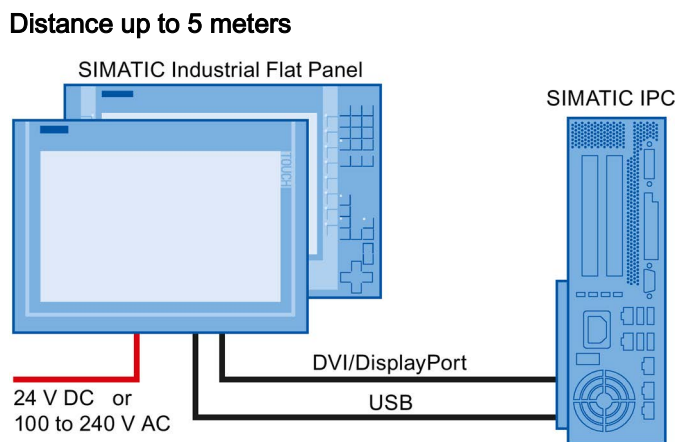 Distance up to 5 meters
SIMATIC Industrial Flat Panel
SIMATIC IPC
TOUCH
DVI/DisplayPort
24 V DC or
USB
100 to 240 V AC